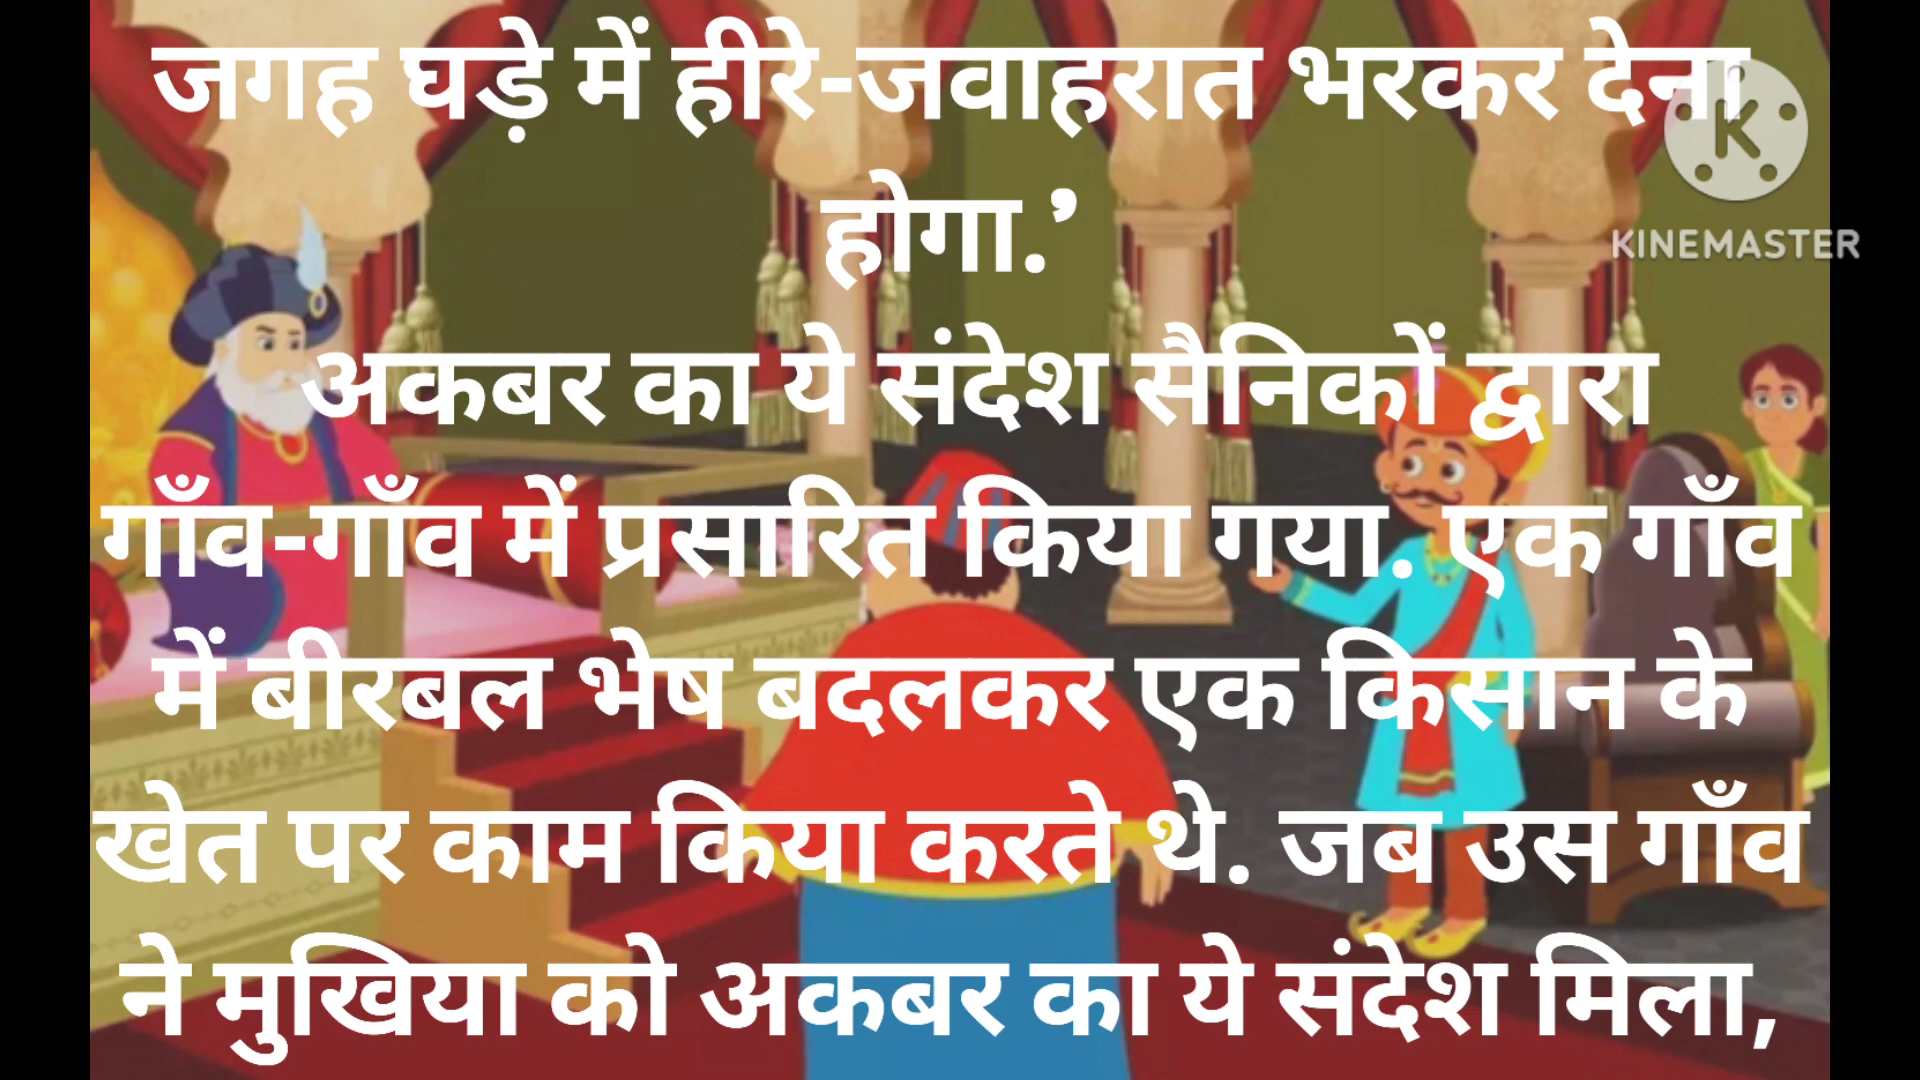 जगह घड़े में हीरे-जवाहरात भरकर देना
होगा.’
अकबर का ये संदेश सैनिकों द्वारा
गाँव-गाँव में प्रसारित किया गया. एक गाँव
में बीरबल भेष बदलकर एक किसान के
खेत पर काम किया करते थे. जब उस गाँव
ने मुखिया को अकबर का ये संदेश मिला,
K
KINEMASTER